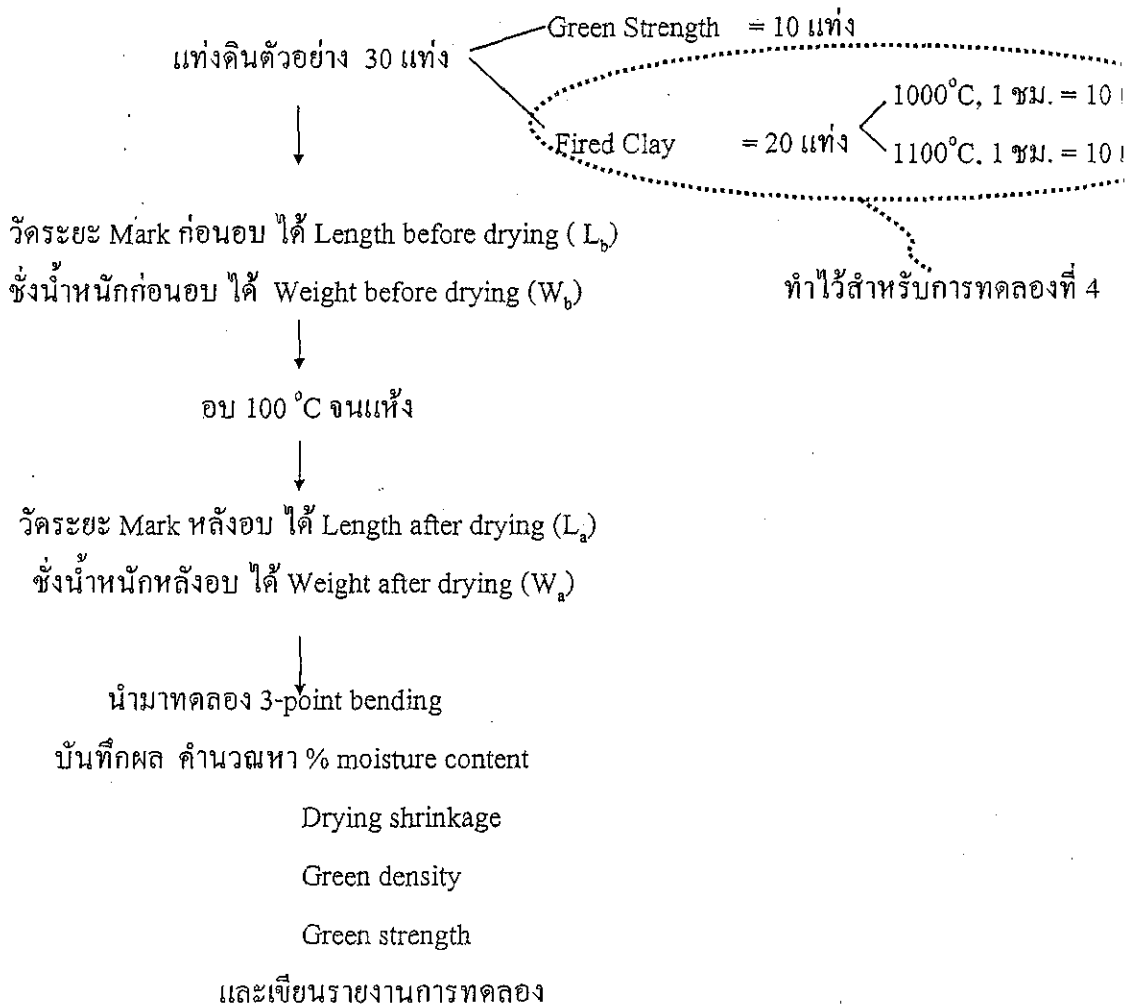 Green Strength = 10 แท่ง
แท่งดินตัวอย่าง 30 แท่ง
1000°C, 1 ชม. = 10
Fired Clay = 20 แท่ง
1100°C. 1 ชม. = 10
วัดระยะ Mark ก่อนอบ ได้ Length before drying ( L_b)
ชั่งน้ำหนักก่อนอบ ได้ Weight before drying (W_b)
ทำไว้สำหรับการทดลองที่ 4
อบ 100 °C จนแห้ง
วัดระยะ Mark หลังอบ ได้ Length after drying (L_a)
ชั่งน้ำหนักหลังอบ ได้ Weight after drying (W_a)
นำมาทดลอง 3-point bending
บันทึกผล คำนวณหา % moisture content
Drying shrinkage
Green density
Green strength
และเขียนรายงานการทดลอง